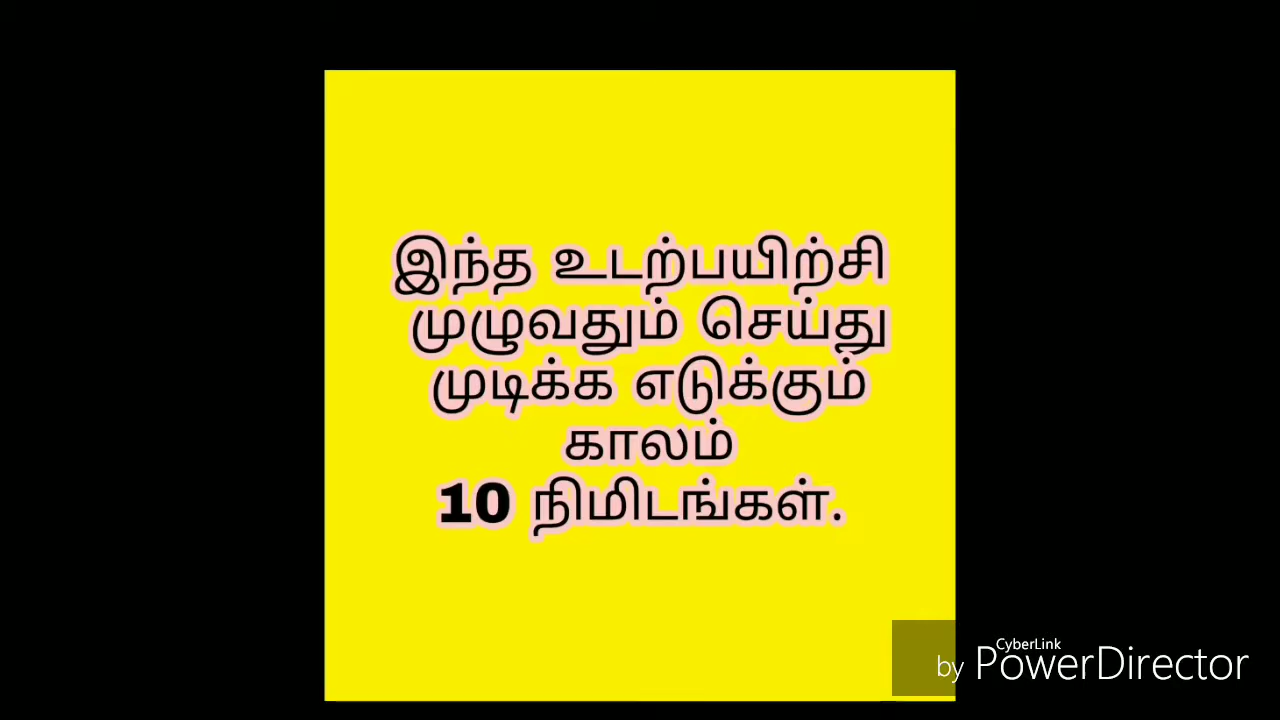 இந்த உடற்பயிற்சி
முழுவதும் செய்து
முடிக்க எடுக்கும்
காலம்
10 நிமிடங்கள்.
CyberLink
by PowerDirector